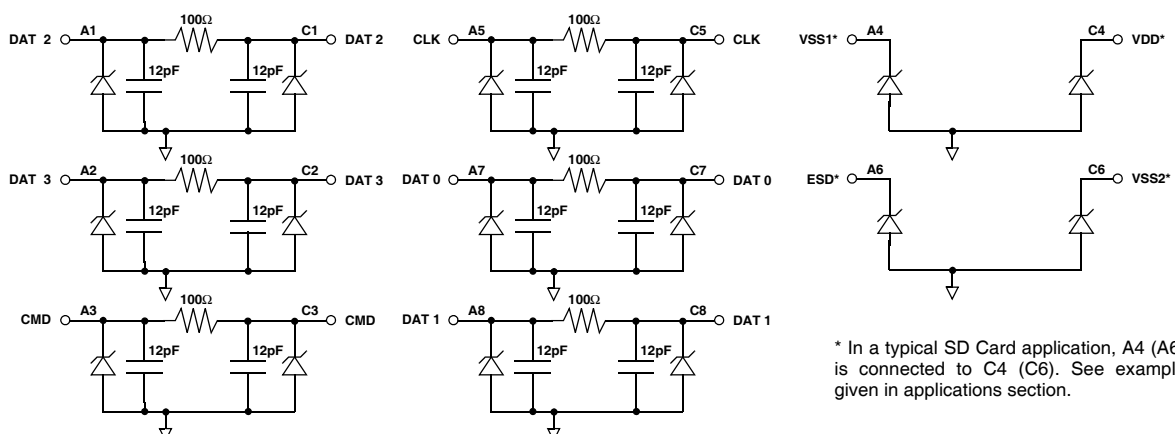 100Ω
DAT 2 A1 C1 DAT 2
12pF 12pF
100Ω
CLK A5 C5 CLK
12pF 12pF
VSS1* A4 C4 VDD*
100Ω
DAT 3 A2 C2 DAT 3
12pF 12pF
100Ω
DAT 0 A7 C7 DAT 0
12pF 12pF
ESD* A6 C6 VSS2*
100Ω
CMD A3 C3 CMD
12pF 12pF
100Ω
DAT 1 A8 C8 DAT 1
12pF 12pF
* In a typical SD Card application, A4 (A6
is connected to C4 (C6). See exampl
given in applications section.